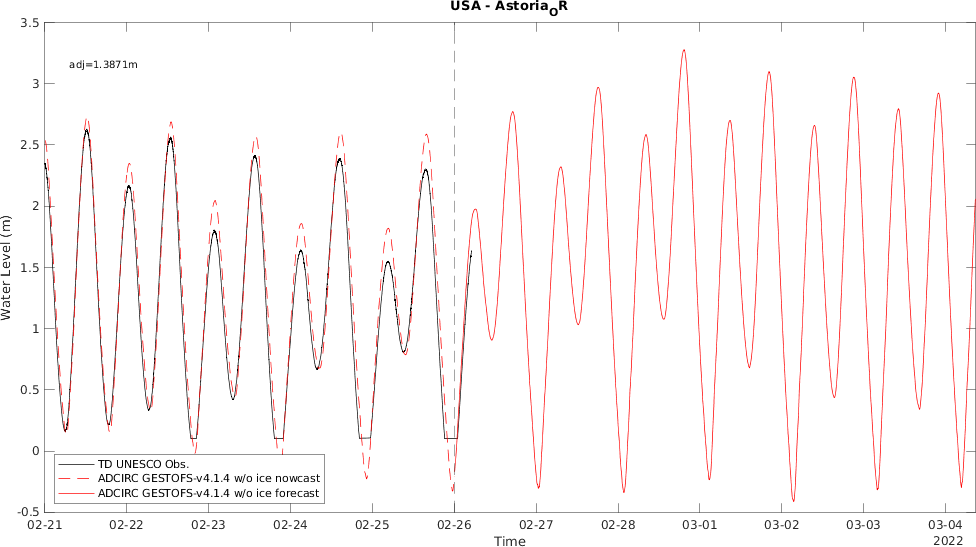 USA - Astoria_OR
adj=1.3871m
3.5
3
2.5
2
1.5
1
0.5
0
-0.5
Water Level (m)
TD UNESCO Obs.
ADCIRC GESTOFS-v4.1.4 w/o ice nowcast
ADCIRC GESTOFS-v4.1.4 w/o ice forecast
02-21 02-22 02-23 02-24 02-25 02-26 02-27 02-28 03-01 03-02 03-03 03-04
Time
2022